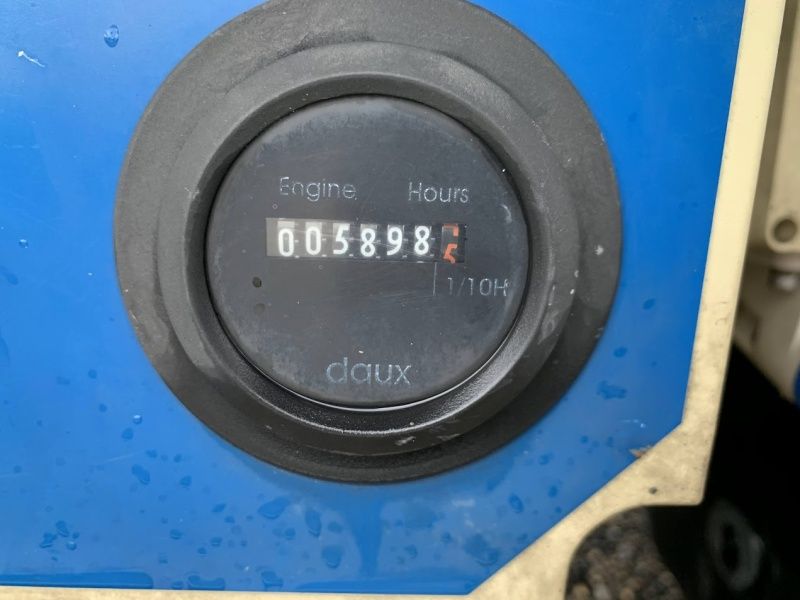 Engine Hours
005898
1/10H
daux